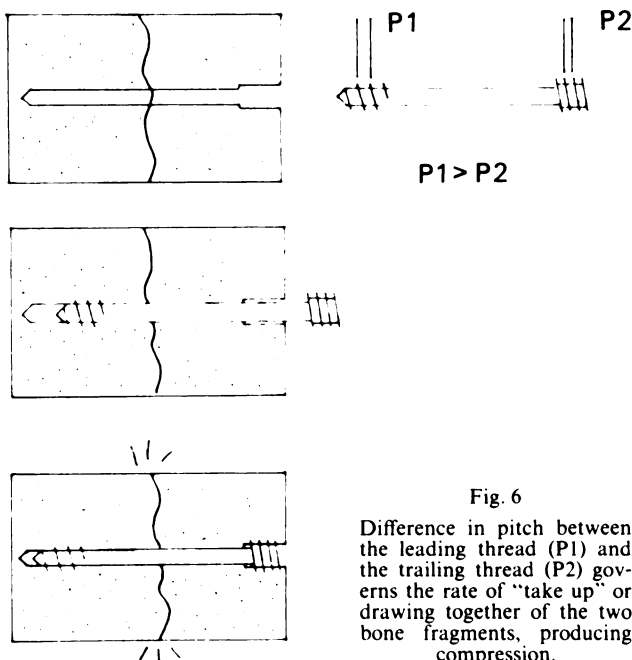 P1 P2
P1 > P2
Fig. 6
Difference in pitch between
the leading thread (P1) and
the trailing thread (P2) gov-
erns the rate of “take up” or
drawing together of the two
bone fragments, producing
compression.